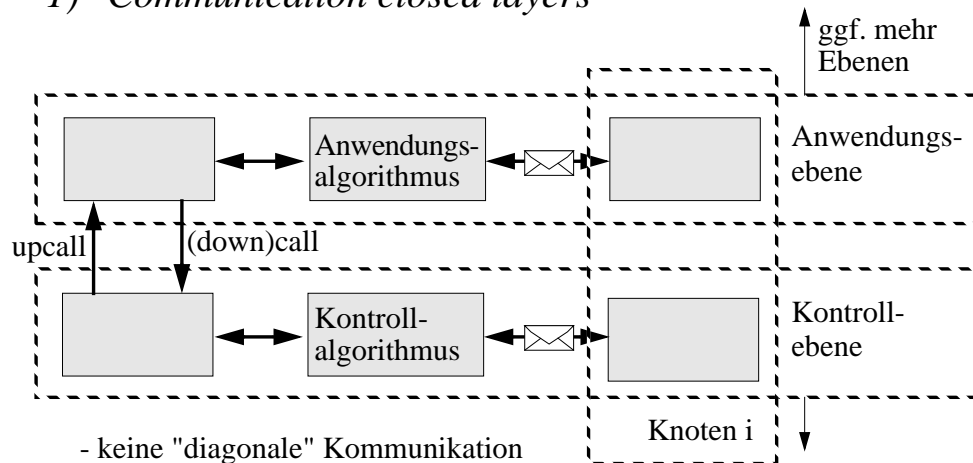 1) Communication closed layers
ggf. mehr
Ebenen
Anwendungs-
algorithmus
Anwendungs-
ebene
upcall
(down)call
Kontroll-
algorithmus
Kontroll-
ebene
Knoten i
- keine "diagonale" Kommunikation